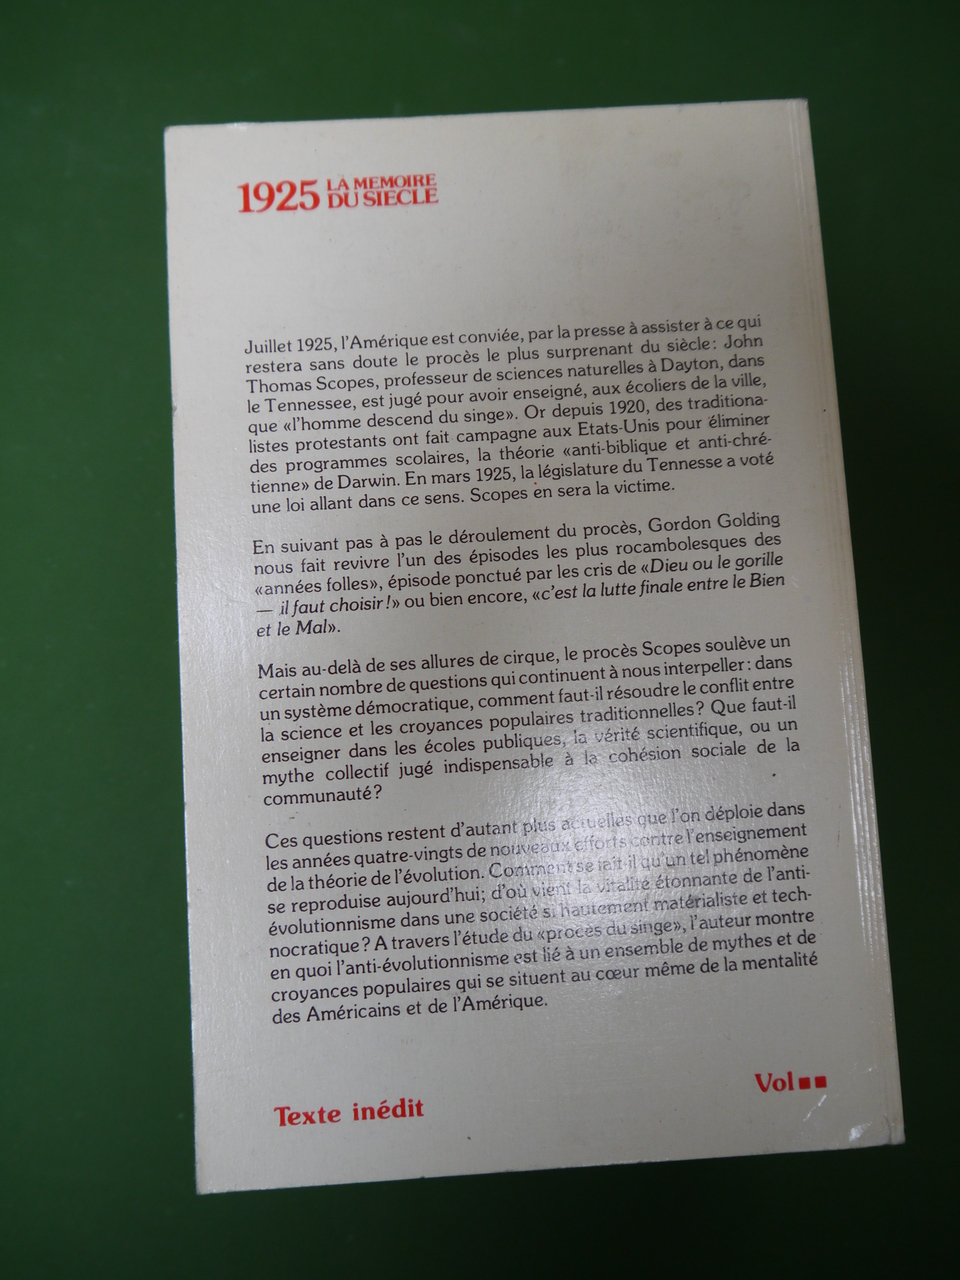 1925 LA MEMOIRE
DU SIECLE
Juillet 1925, l'Amérique est conviée, par la presse à assister à ce qui
restera sans doute le procès le plus surprenant du siècle: John
Thomas Scopes, professeur de sciences naturelles à Dayton, dans
le Tennessee, est jugé pour avoir enseigné, aux écoliers de la ville,
que «l'homme descend du singe». Or depuis 1920, des traditiona-
listes protestants ont fait campagne aux Etats-Unis pour éliminer
des programmes scolaires, la théorie «anti-biblique et anti-chré-
tienne» de Darwin. En mars 1925, la législature du Tennesse a voté
une loi allant dans ce sens. Scopes en sera la victime.
En suivant pas à pas le déroulement du procès, Gordon Golding
nous fait revivre l'un des épisodes les plus rocambolesques des
«années folles», épisode ponctué par les cris de «Dieu ou le gorille
— il faut choisir!» ou bien encore, «c'est la lutte finale entre le Bien
et le Mal».
Mais au-delà de ses allures de cirque, le procès Scopes soulève un
certain nombre de questions qui continuent à nous interpeller: dans
un système démocratique, comment faut-il résoudre le conflit entre
la science et les croyances populaires traditionnelles? Que faut-il
enseigner dans les écoles publiques, la vérité scientifique, ou un
mythe collectif jugé indispensable à la cohésion sociale de la
communauté?
Ces questions restent d'autant plus actuelles que l'on déploie dans
les années quatre-vingts de nouveaux efforts contre l'enseignement
de la théorie de l'évolution. Comment se fait-il qu'un tel phénomène
se reproduise aujourd'hui; d'où vient la vitalité étonnante de l'anti-
évolutionnisme dans une société si hautement matérialiste et tech-
nocratique? A travers l'étude du «procès du singe», l'auteur montre
en quoi l'anti-évolutionnisme est lié à un ensemble de mythes et de
croyances populaires qui se situent au cœur même de la mentalité
des Américains et de l'Amérique.
Vol ■■
Texte inédit